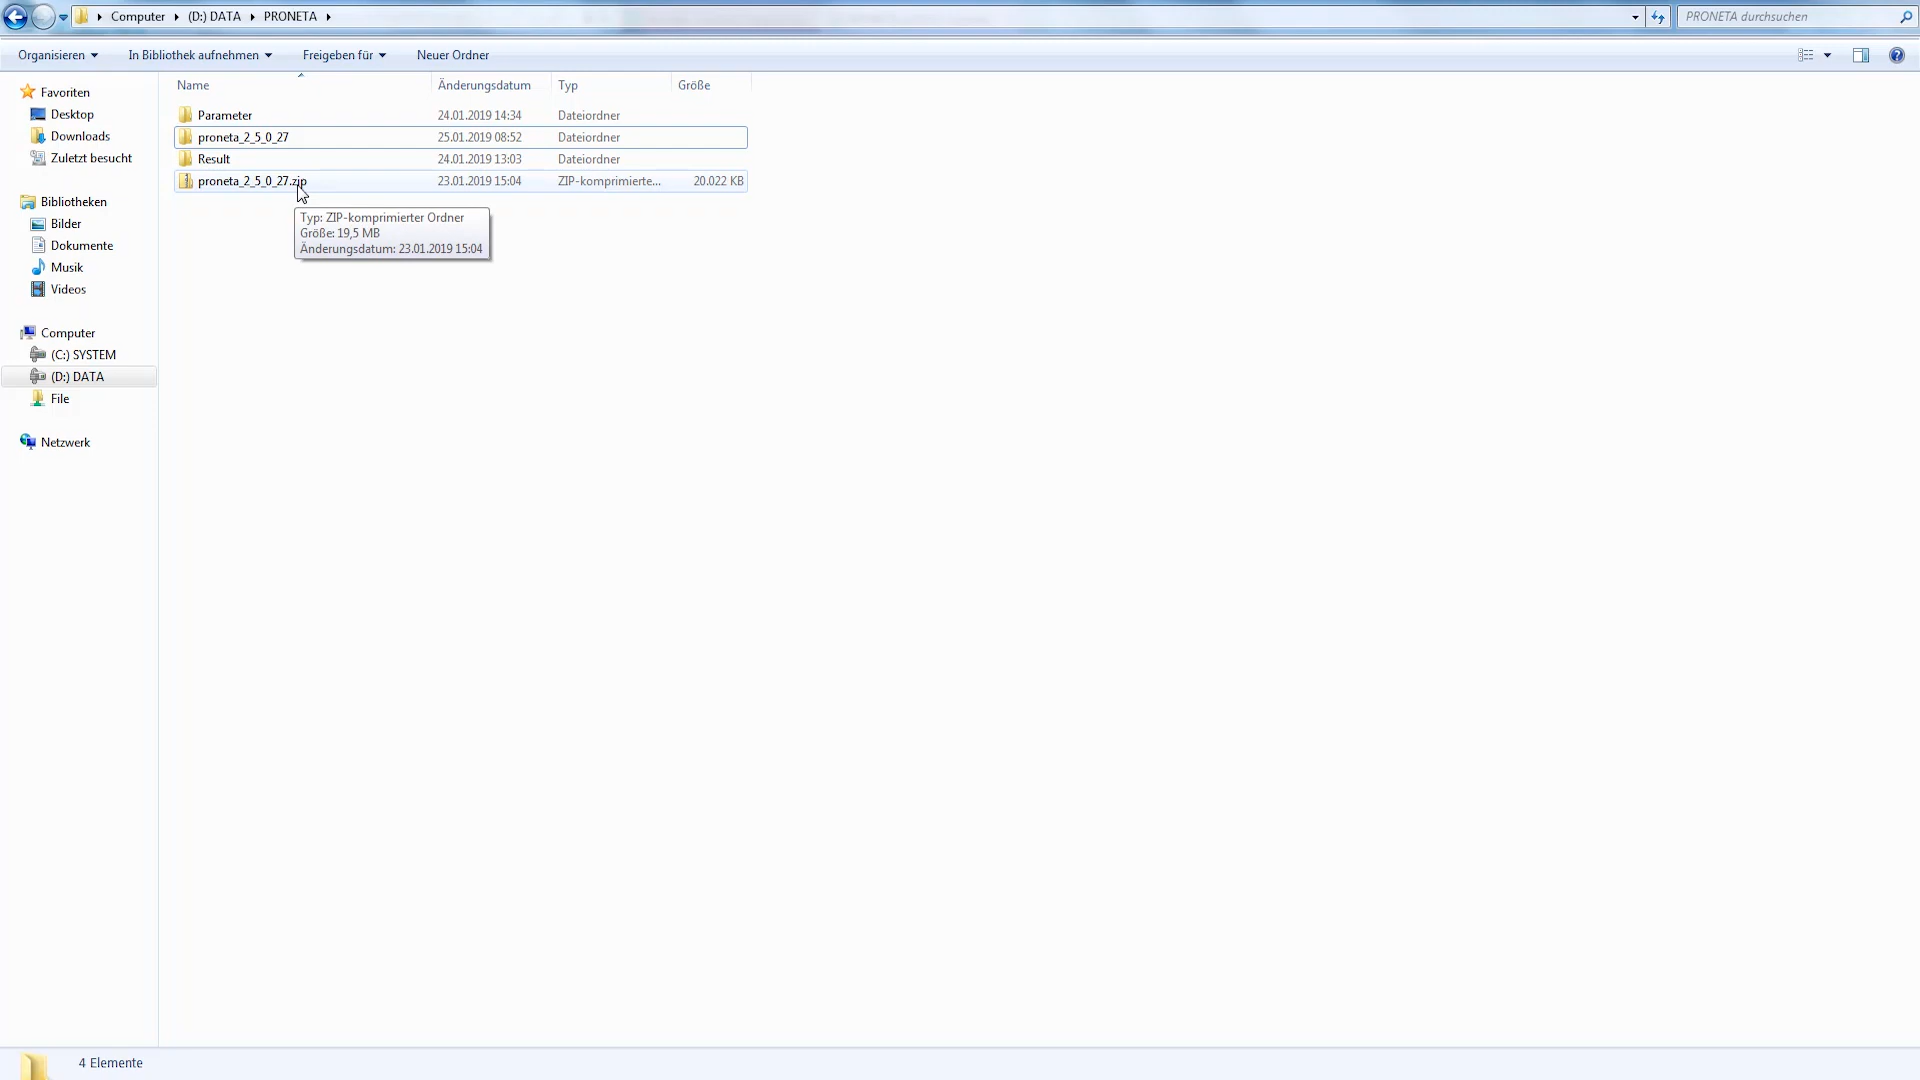 Computer (D:) DATA PRONETA
PRONETA durchsuchen
Organisieren In Bibliothek aufnehmen Freigeben für Neuer Ordner
Name Änderungsdatum Typ Größe
Favoriten
Desktop
Downloads
Zuletzt besucht
Bibliotheken
Bilder
Dokumente
Musik
Videos
Computer
(C:) SYSTEM
(D:) DATA
File
Netzwerk
Parameter 24.01.2019 14:34 Dateiordner
proneta_2_5_0_27 25.01.2019 08:52 Dateiordner
Result 24.01.2019 13:03 Dateiordner
proneta_2_5_0_27.zip 23.01.2019 15:04 ZIP-komprimierte... 20.022 KB
Typ: ZIP-komprimierter Ordner
Größe: 19,5 MB
Änderungsdatum: 23.01.2019 15:04
4 Elemente